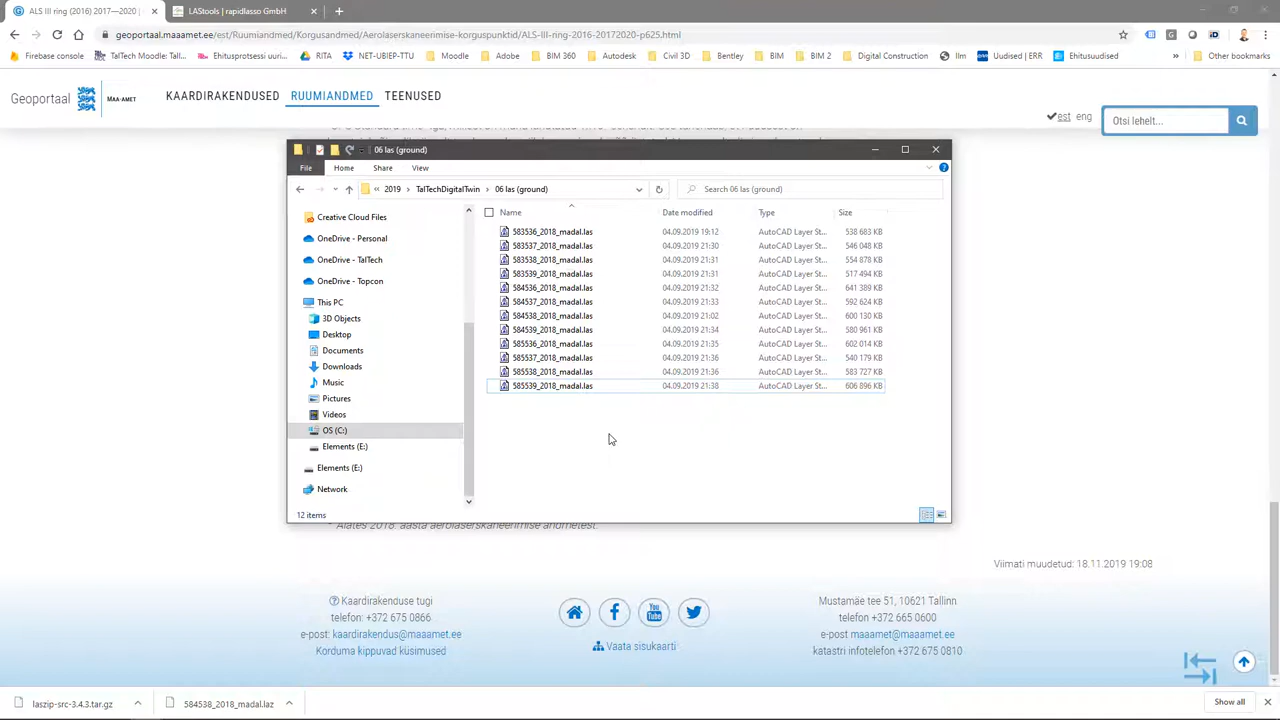 ALS III ring (2016) 2017—2020 |
LAStools | rapidlasso GmbH
geoportaal.maaamet.ee/est/Ruumiandmed/Korgusandmed/Aerolaserskaneerimise-korguspunktid/ALS-III-ring-2016-20172020-p625.html
Firebase console
TalTech Moodle: Tall...
Ehitusprotsessi uuri...
RITA
NET-UBIEP-TTU
Moodle
Adobe
BIM 360
Autodesk
Civil 3D
Bentley
BIM
BIM 2
Digital Construction
Ilm
Uudised | ERR
Ehitusuudised
»
Other bookmarks
Geoportaal
MAA-AMET
KAARDIRAKENDUSED
RUUMIANDMED
TEENUSED
est eng
Otsi lehelt...
06 las (ground)
File Home Share View
« 2019 › TalTechDigitalTwin › 06 las (ground)
Search 06 las (ground)
Creative Cloud Files
OneDrive - Personal
OneDrive - TalTech
OneDrive - Topcon
This PC
3D Objects
Desktop
Documents
Downloads
Music
Pictures
Videos
OS (C:)
Elements (E:)
Elements (E:)
Network
Name Date modified Type Size
583536_2018_madal.las 04.09.2019 19:12 AutoCAD Layer St... 538 683 KB
583537_2018_madal.las 04.09.2019 21:30 AutoCAD Layer St... 546 048 KB
583538_2018_madal.las 04.09.2019 21:31 AutoCAD Layer St... 554 878 KB
583539_2018_madal.las 04.09.2019 21:31 AutoCAD Layer St... 517 494 KB
584536_2018_madal.las 04.09.2019 21:32 AutoCAD Layer St... 641 389 KB
584537_2018_madal.las 04.09.2019 21:33 AutoCAD Layer St... 592 624 KB
584538_2018_madal.las 04.09.2019 21:02 AutoCAD Layer St... 600 130 KB
584539_2018_madal.las 04.09.2019 21:34 AutoCAD Layer St... 580 961 KB
585536_2018_madal.las 04.09.2019 21:35 AutoCAD Layer St... 602 014 KB
585537_2018_madal.las 04.09.2019 21:36 AutoCAD Layer St... 540 179 KB
585538_2018_madal.las 04.09.2019 21:36 AutoCAD Layer St... 583 727 KB
585539_2018_madal.las 04.09.2019 21:38 AutoCAD Layer St... 606 896 KB
12 items
* Alates 2018. aasta aerolaserskaneerimise andmetest.
Viimati muudetud: 18.11.2019 19:08
Kaardirakenduse tugi
telefon: +372 675 0866
e-post: kaardirakendus@maaamet.ee
Korduma kippuvad küsimused
You Tube
Vaata sisukaarti
Mustamäe tee 51, 10621 Tallinn
telefon +372 665 0600
e-post maaamet@maaamet.ee
katastri infotelefon +372 675 0810
laszip-src-3.4.3.tar.gz
584538_2018_madal.laz
Show all